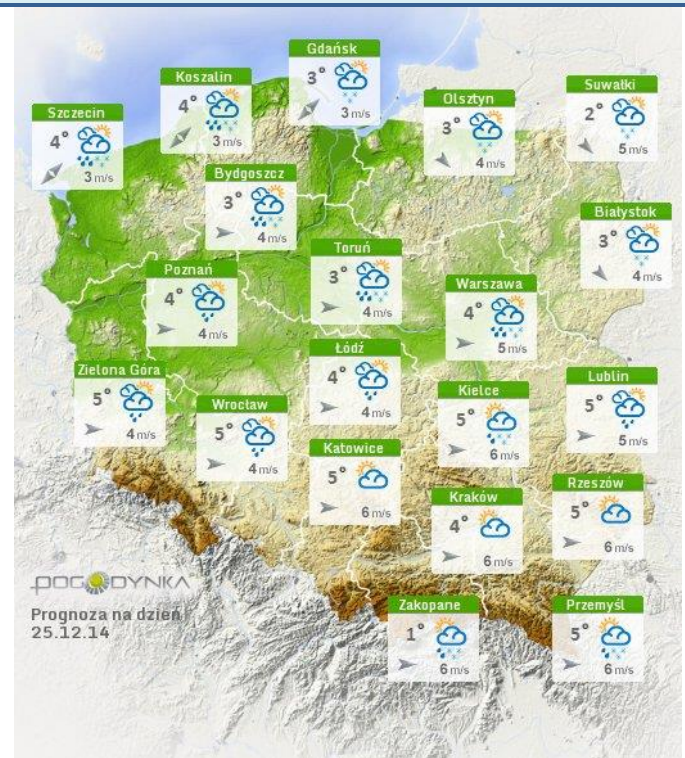 Gdańsk
3°
3 m/s
Koszalin
4°
3 m/s
Suwałki
2°
5 m/s
Olsztyn
3°
4 m/s
Szczecin
4°
3 m/s
Bydgoszcz
3°
4 m/s
Białystok
3°
4 m/s
Toruń
3°
4 m/s
Poznań
4°
4 m/s
Warszawa
4°
5 m/s
Łódź
4°
4 m/s
Zielona Góra
5°
4 m/s
Lublin
5°
5 m/s
Kielce
5°
6 m/s
Wrocław
5°
4 m/s
Katowice
5°
6 m/s
Rzeszów
5°
6 m/s
Kraków
4°
6 m/s
POGODYNKA
Prognoza na dzień
25.12.14
Zakopane
1°
6 m/s
Przemyśl
5°
6 m/s